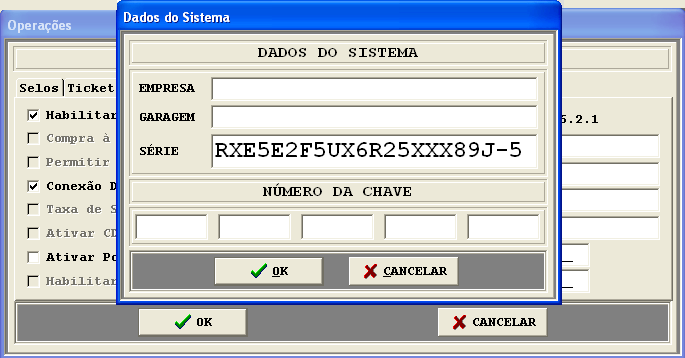 Operações
Dados do Sistema
DADOS DO SISTEMA
EMPRESA
GARAGEM
SÉRIE RXE5E2F5UX6R25XXX89J-5
NÚMERO DA CHAVE
OK CANCELAR
Selos Ticket
Habilitar
Compra à
Permitir
Conexão D
Taxa de S
Ativar CD
Ativar Po
Habilitar
5.2.1
OK CANCELAR